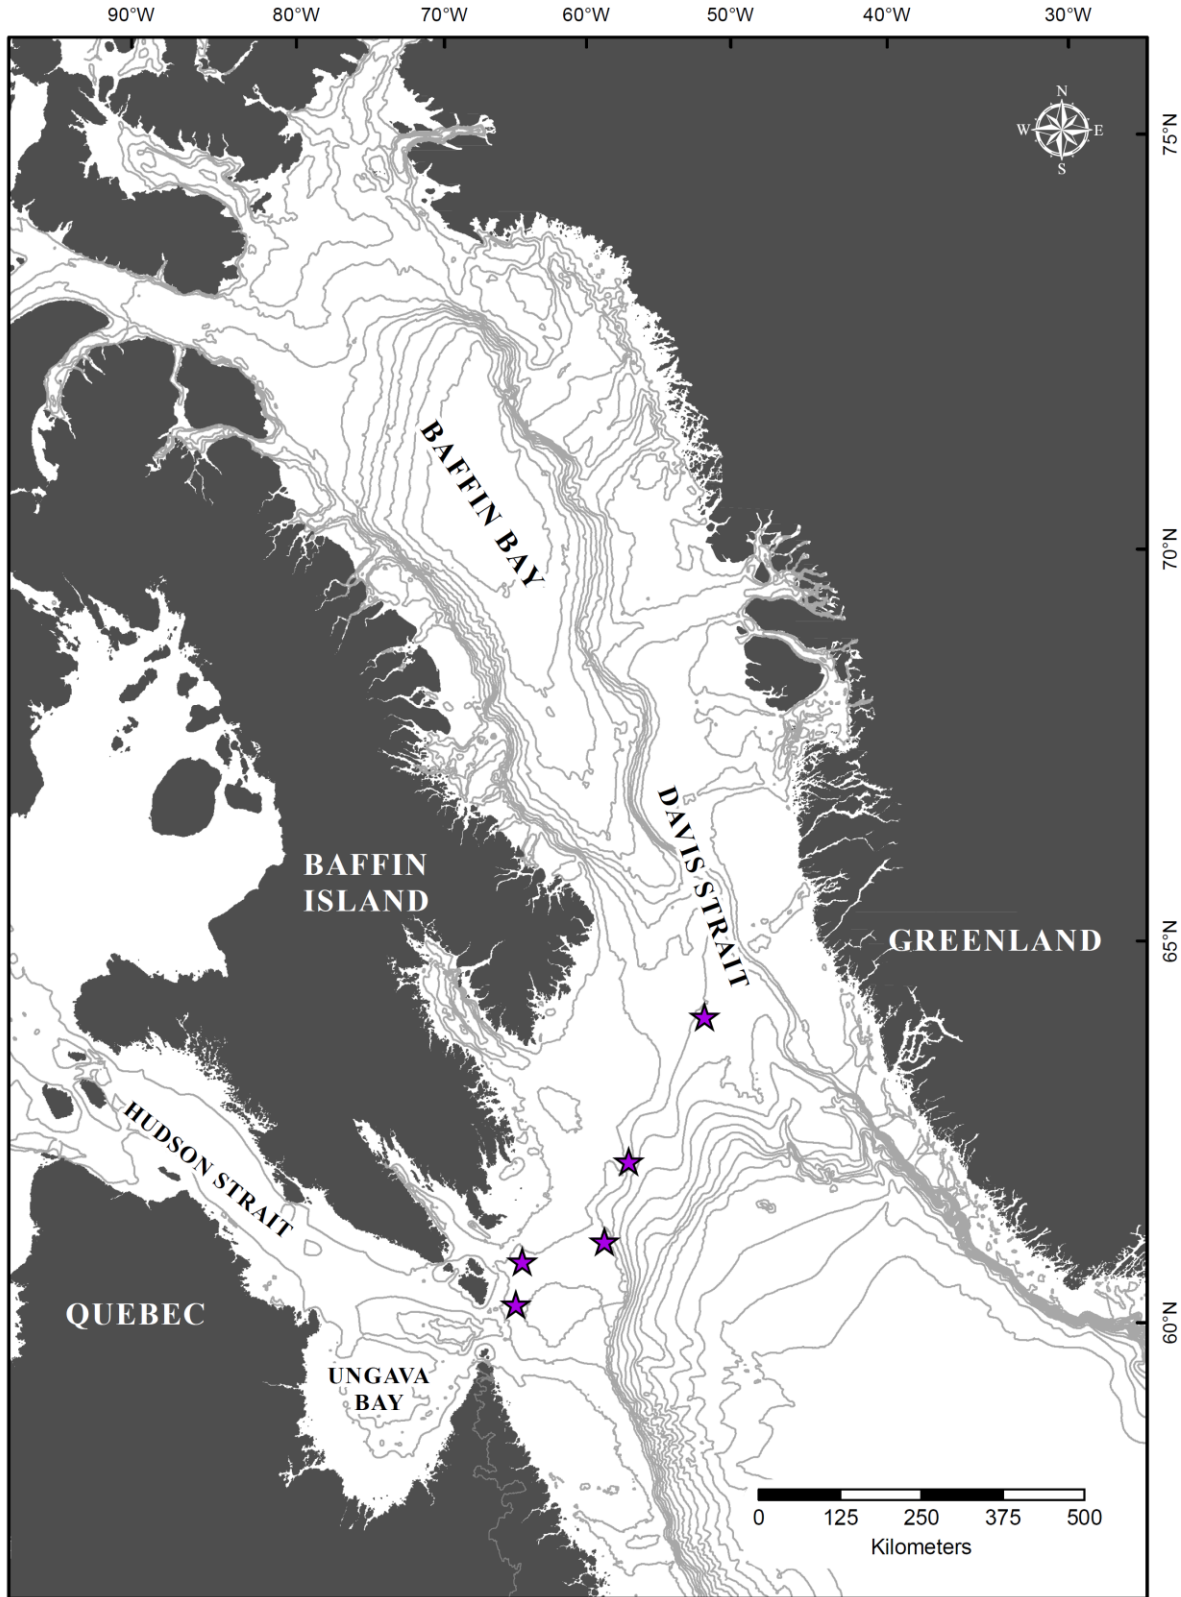 90°W 80°W 70°W 60°W 50°W 40°W 30°W
N
W E
S
75°N
BAFFIN BAY
70°N
DAVIS STRAIT
BAFFIN
ISLAND
GREENLAND
65°N
HUDSON STRAIT
QUEBEC
60°N
UNGAVA
BAY
0 125 250 375 500
Kilometers